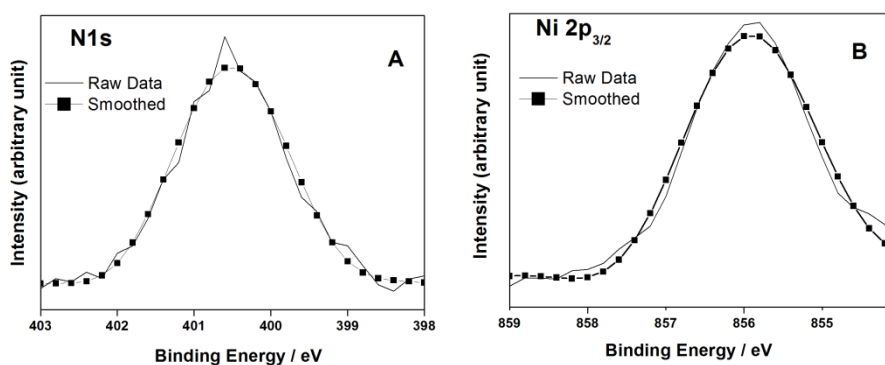 N1s
A
Raw Data
Smoothed
Intensity (arbitrary unit)
403 402 401 400 399 398
Binding Energy / eV
Ni 2p3/2
B
Raw Data
Smoothed
Intensity (arbitrary unit)
859 858 857 856 855
Binding Energy / eV